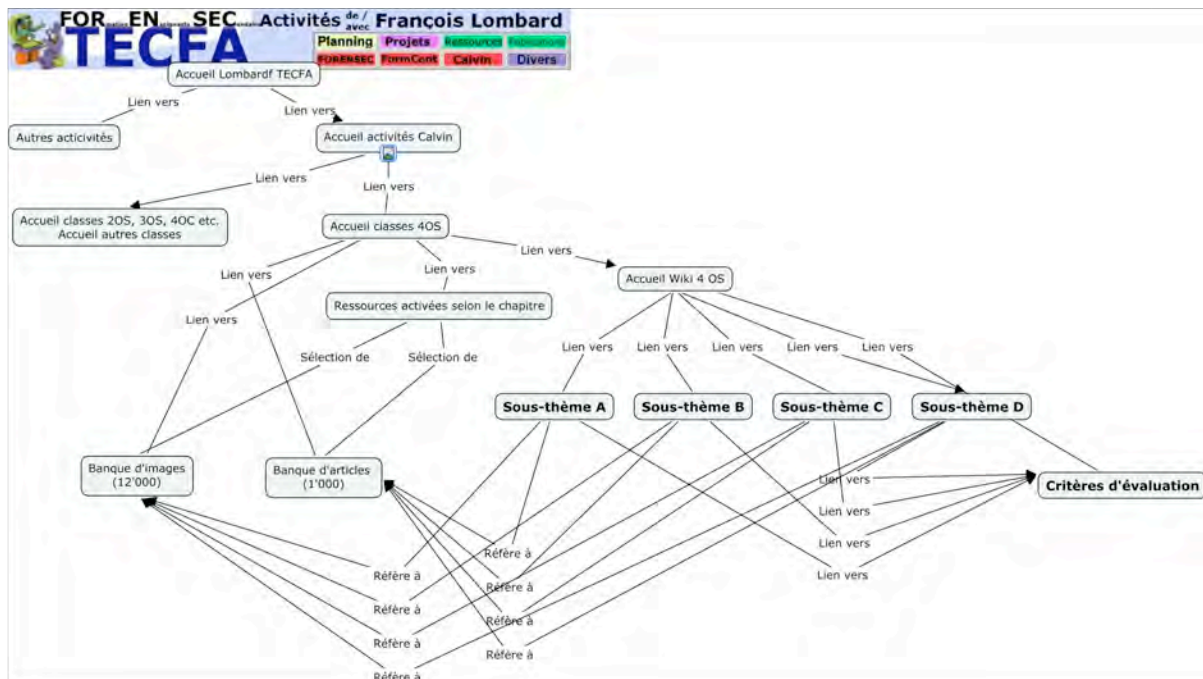 FORmation ENseignants SECondaire
Activités de / avec François Lombard
TECFA
Planning Projets Ressources Publications
FORENSEC FormCont Calvin Divers
Accueil Lombardf TECFA
Lien vers
Lien vers
Autres acticivités
Accueil activités Calvin
Lien vers
Lien vers
Accueil classes 2OS, 3OS, 4OC etc.
Accueil autres classes
Accueil classes 4OS
Lien vers
Lien vers
Lien vers
Accueil Wiki 4 OS
Ressources activées selon le chapitre
Lien vers
Sélection de
Sélection de
Lien vers
Lien vers
Lien vers
Lien vers
Lien vers
Sous-thème A
Sous-thème B
Sous-thème C
Sous-thème D
Banque d'images
(12'000)
Banque d'articles
(1'000)
Lien vers
Critères d'évaluation
Lien vers
Lien vers
Lien vers
Réfère à
Réfère à
Réfère à
Réfère à
Réfère à
Réfère à
Réfère à
Réfère à